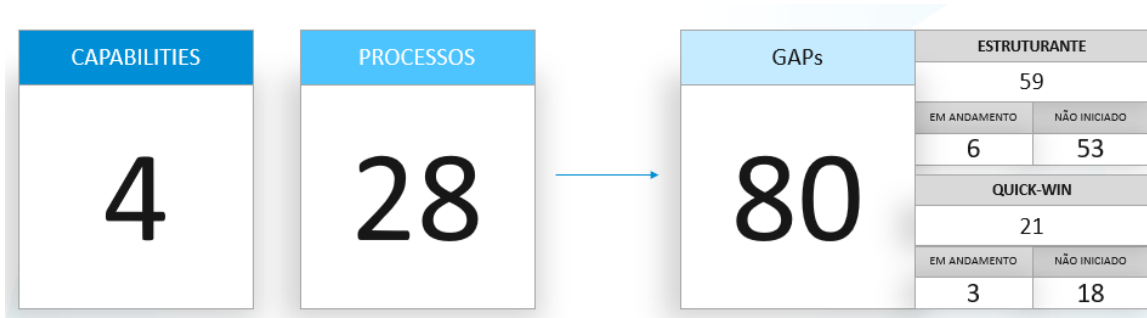 CAPABILITIES
4
PROCESSOS
28
GAPs
80
ESTRUTURANTE
59
EM ANDAMENTO NÃO INICIADO
6 53
QUICK-WIN
21
EM ANDAMENTO NÃO INICIADO
3 18